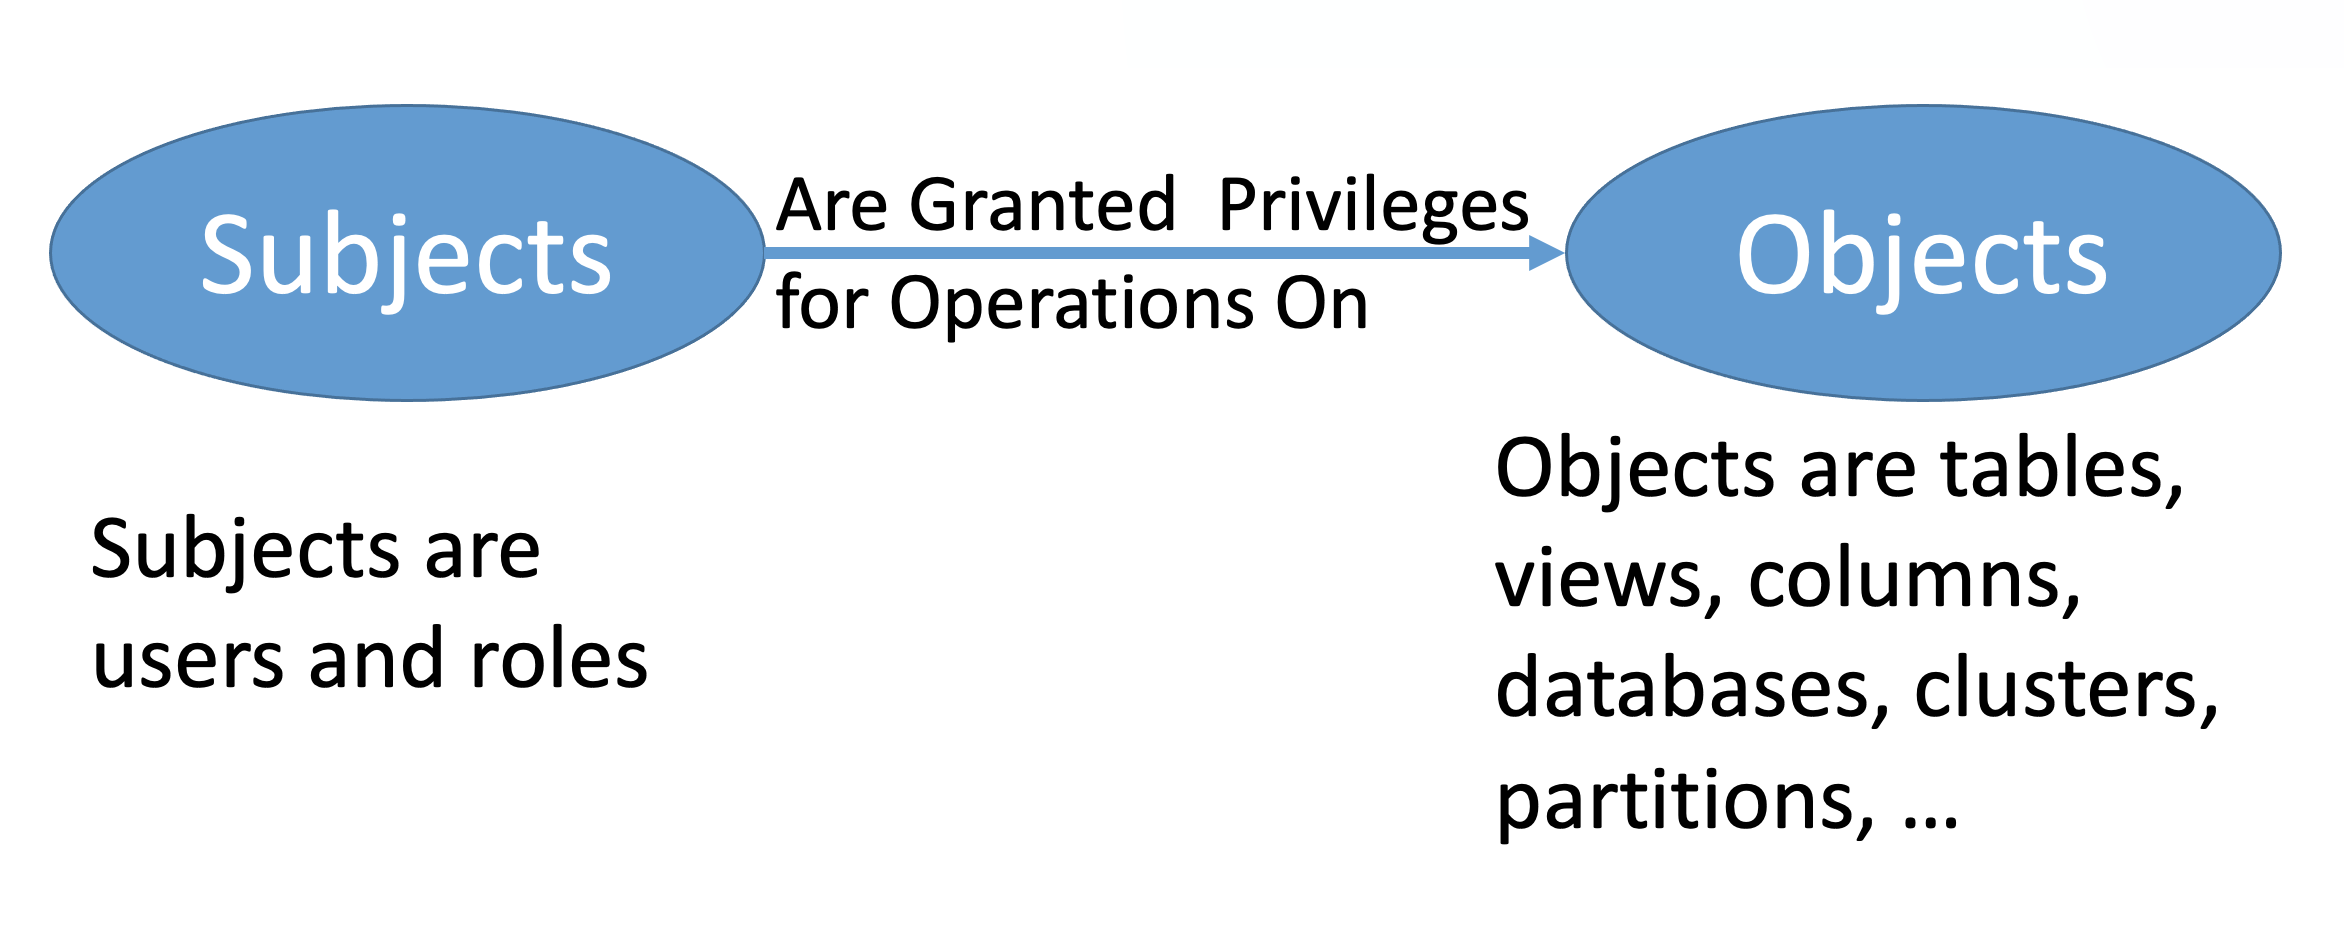 Subjects
Are Granted  Privileges
for Operations On
Objects
Subjects are
users and roles
Objects are tables,
views, columns,
databases, clusters,
partitions, ...